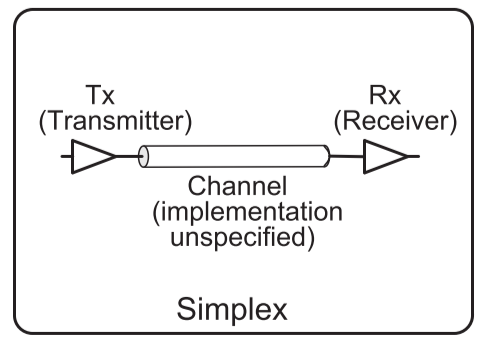 Tx
(Transmitter)
Rx
(Receiver)
Channel
(implementation
unspecified)
Simplex